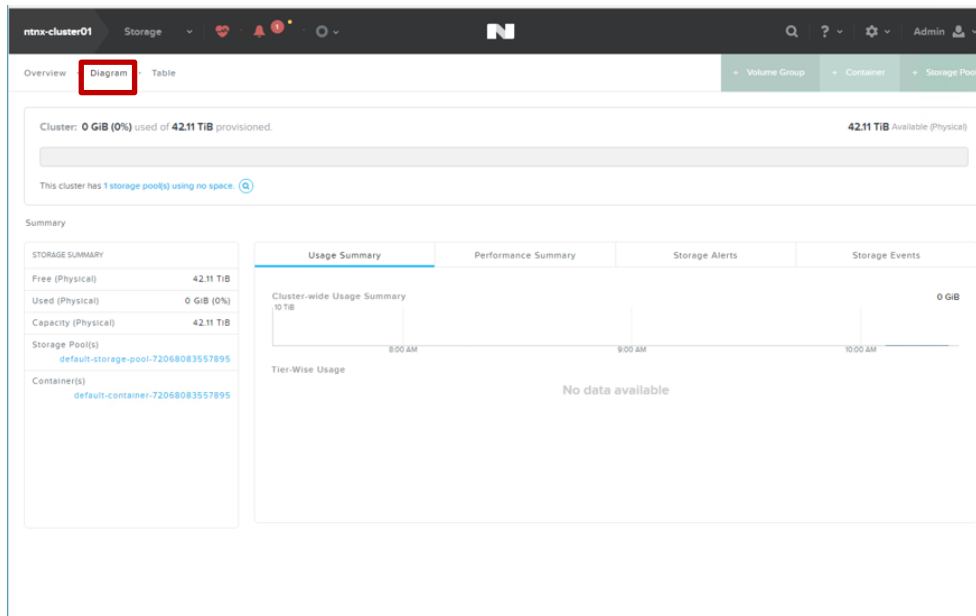 ntnx-cluster01 Storage 1 ? Admin
Overview · Diagram · Table + Volume Group + Container + Storage Pool
Cluster: 0 GiB (0%) used of 42.11 TiB provisioned. 42.11 TiB Available (Physical)
This cluster has 1 storage pool(s) using no space.
Summary
STORAGE SUMMARY
Free (Physical) 42.11 TiB
Used (Physical) 0 GiB (0%)
Capacity (Physical) 42.11 TiB
Storage Pool(s)
default-storage-pool-72068083557895
Container(s)
default-container-72068083557895
Usage Summary Performance Summary Storage Alerts Storage Events
Cluster-wide Usage Summary 0 GiB
10 TiB
8:00 AM 9:00 AM 10:00 AM
Tier-Wise Usage
No data available